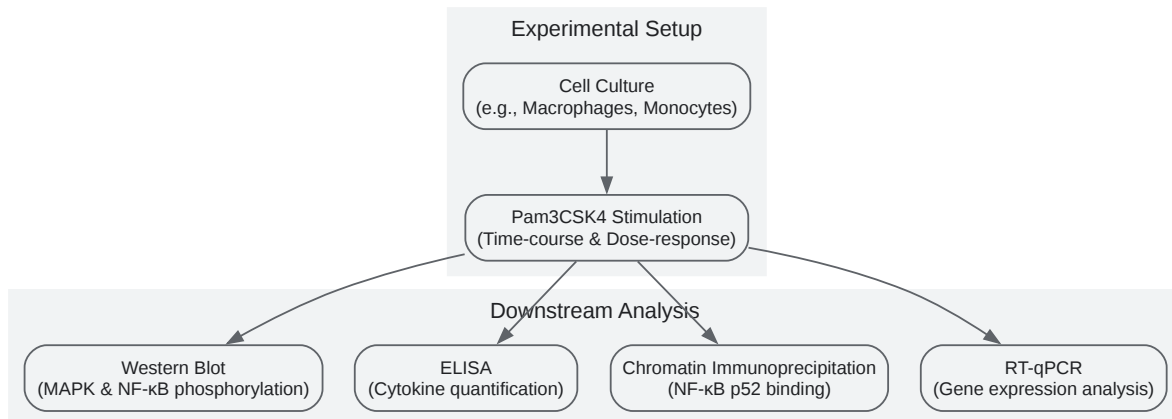 Experimental Setup
Cell Culture
(e.g., Macrophages, Monocytes)
Pam3CSK4 Stimulation
(Time-course & Dose-response)
Downstream Analysis
Western Blot
(MAPK & NF-κB phosphorylation)
ELISA
(Cytokine quantification)
Chromatin Immunoprecipitation
(NF-κB p52 binding)
RT-qPCR
(Gene expression analysis)